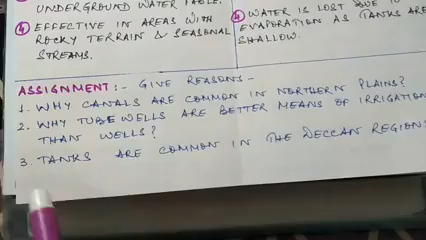 UNDERGROUND WATER TABLE.
④ EFFECTIVE IN AREAS WITH
ROCKY TERRAIN & SEASONAL
STREAMS.
④ WATER IS LOST DUE TO
EVAPORATION AS TANKS ARE
SHALLOW.
ASSIGNMENT:- GIVE REASONS-
1. WHY CANALS ARE COMMON IN NORTHERN PLAINS?
2. WHY TUBE WELLS ARE BETTER MEANS OF IRRIGATION
THAN WELLS?
3. TANKS ARE COMMON IN THE DECCAN REGION.